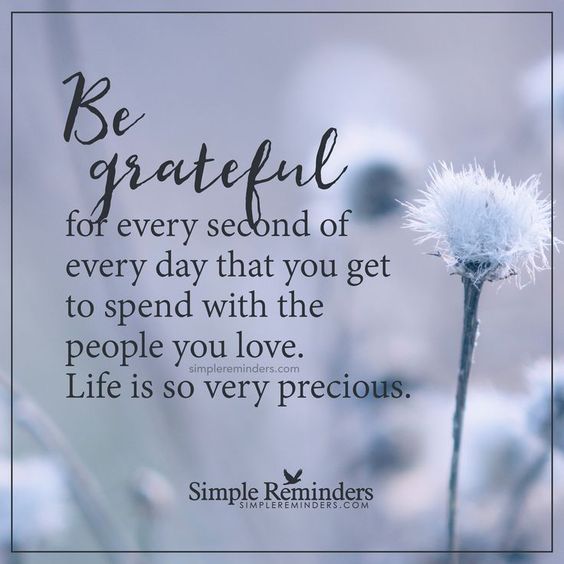 Be
grateful
for every second of
every day that you get
to spend with the
people you love.
simplereminders.com
Life is so very precious.
Simple Reminders
SIMPLEREMINDERS.COM